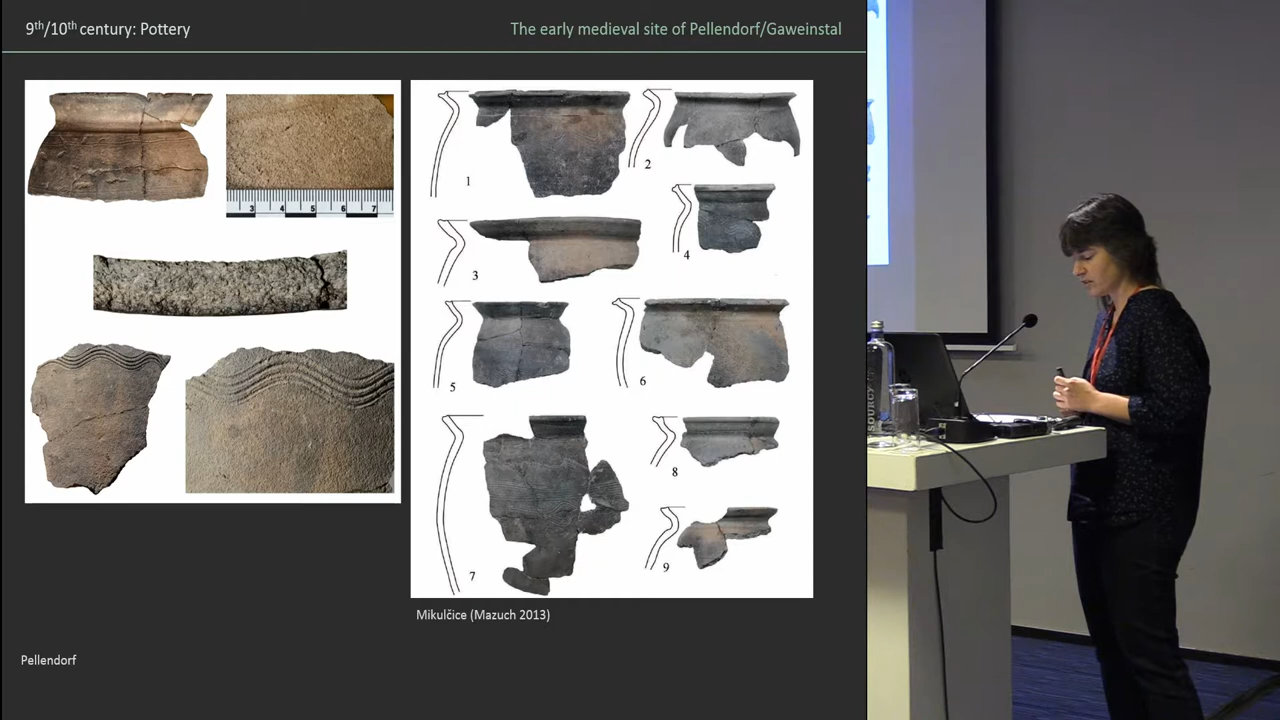 9th/10th century: Pottery
The early medieval site of Pellendorf/Gaweinstal
3 4 5 6 7
1
2
3
4
5
6
7
8
9
Mikulčice (Mazuch 2013)
Pellendorf
SOURCY